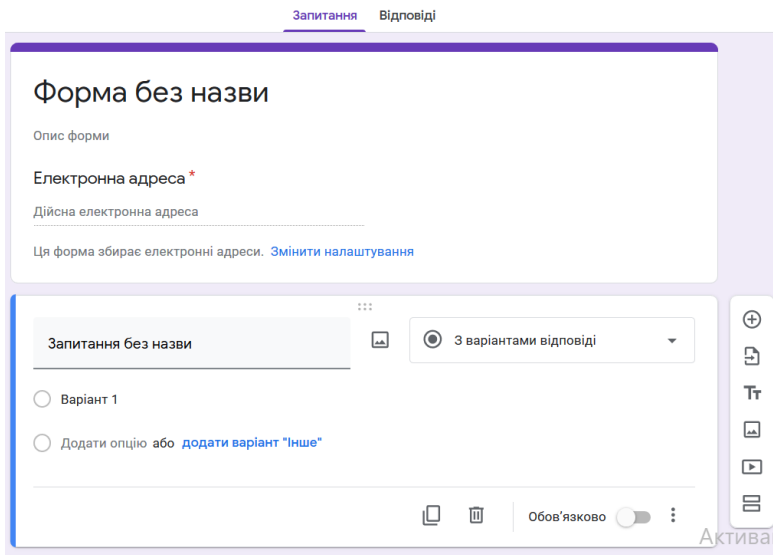 Запитання Відповіді
Форма без назви
Опис форми
Електронна адреса *
Дійсна електронна адреса
Ця форма збирає електронні адреси. Змінити налаштування
Запитання без назви
З варіантами відповіді
Варіант 1
Додати опцію або додати варіант "Інше"
Обов'язково
Актива